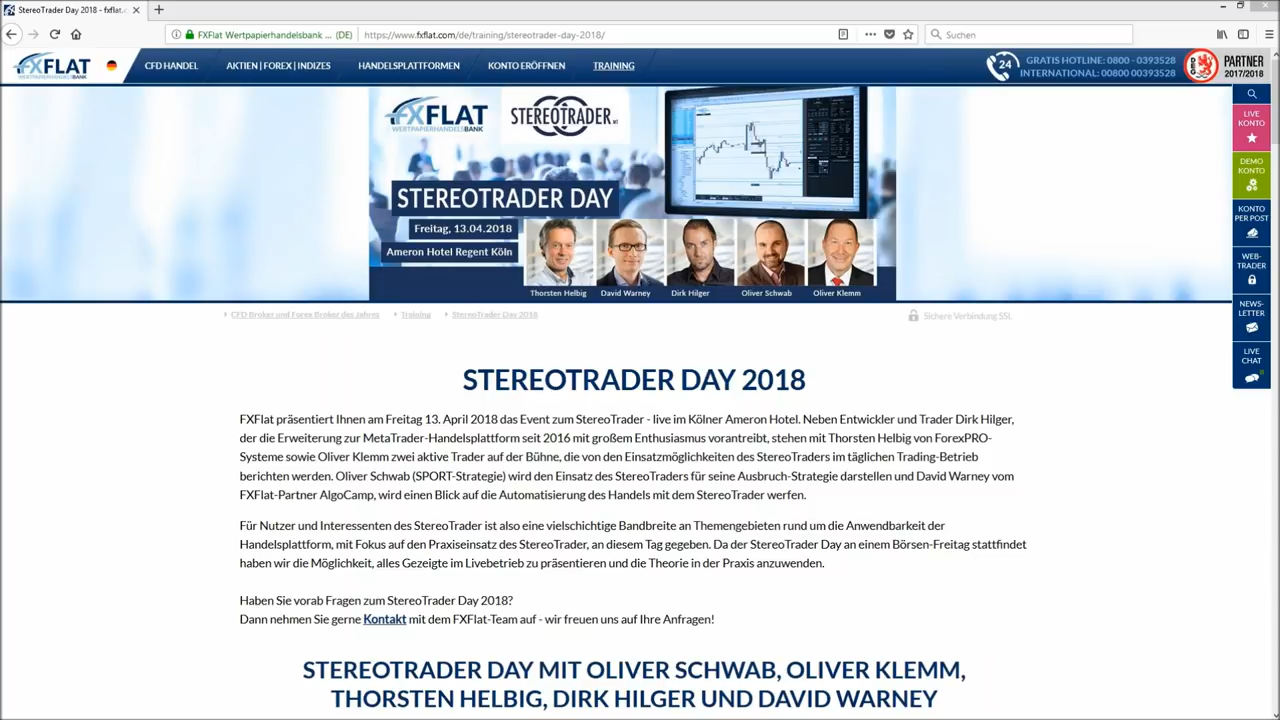 StereoTrader Day 2018 - fxflat.c
FXFlat Wertpapierhandelsbank ... (DE)
https://www.fxflat.com/de/training/stereotrader-day-2018/
Suchen
FXFLAT
WERTPAPIERHANDELSBANK
CFD HANDEL
AKTIEN | FOREX | INDIZES
HANDELSPLATTFORMEN
KONTO ERÖFFNEN
TRAINING
24
GRATIS HOTLINE: 0800 - 0393528
INTERNATIONAL: 00800 00393528
PARTNER
2017/2018
LIVE
KONTO
DEMO
KONTO
KONTO
PER POST
WEB-
TRADER
NEWS-
LETTER
LIVE
CHAT
FXFLAT
WERTPAPIERHANDELSBANK
STEREOTRADER
STEREOTRADER DAY
Freitag, 13.04.2018
Ameron Hotel Regent Köln
Thorsten Helbig
David Warney
Dirk Hilger
Oliver Schwab
Oliver Klemm
CFD Broker und Forex Broker des Jahres
Training
StereoTrader Day 2018
Sichere Verbindung SSL
STEREOTRADER DAY 2018
FXFlat präsentiert Ihnen am Freitag 13. April 2018 das Event zum StereoTrader - live im Kölner Ameron Hotel. Neben Entwickler und Trader Dirk Hilger,
der die Erweiterung zur MetaTrader-Handelsplattform seit 2016 mit großem Enthusiasmus vorantreibt, stehen mit Thorsten Helbig von ForexPRO-
Systeme sowie Oliver Klemm zwei aktive Trader auf der Bühne, die von den Einsatzmöglichkeiten des StereoTraders im täglichen Trading-Betrieb
berichten werden. Oliver Schwab (SPORT-Strategie) wird den Einsatz des StereoTraders für seine Ausbruch-Strategie darstellen und David Warney vom
FXFlat-Partner AlgoCamp, wird einen Blick auf die Automatisierung des Handels mit dem StereoTrader werfen.
Für Nutzer und Interessenten des StereoTrader ist also eine vielschichtige Bandbreite an Themengebieten rund um die Anwendbarkeit der
Handelsplattform, mit Fokus auf den Praxiseinsatz des StereoTrader, an diesem Tag gegeben. Da der StereoTrader Day an einem Börsen-Freitag stattfindet
haben wir die Möglichkeit, alles Gezeigte im Livebetrieb zu präsentieren und die Theorie in der Praxis anzuwenden.
Haben Sie vorab Fragen zum StereoTrader Day 2018?
Dann nehmen Sie gerne Kontakt mit dem FXFlat-Team auf - wir freuen uns auf Ihre Anfragen!
STEREOTRADER DAY MIT OLIVER SCHWAB, OLIVER KLEMM,
THORSTEN HELBIG, DIRK HILGER UND DAVID WARNEY